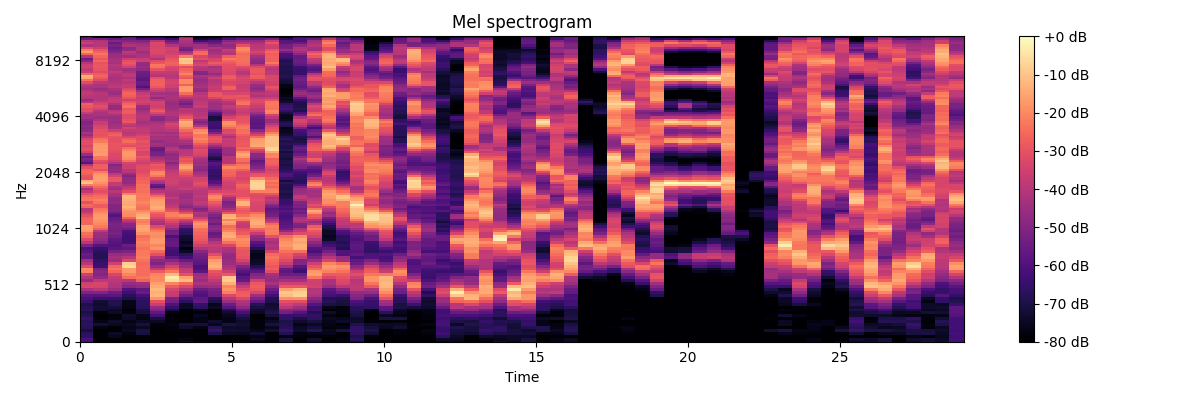 Mel spectrogram
Hz
8192
4096
2048
1024
512
0
0 5 10 15 20 25
Time
+0 dB
-10 dB
-20 dB
-30 dB
-40 dB
-50 dB
-60 dB
-70 dB
-80 dB